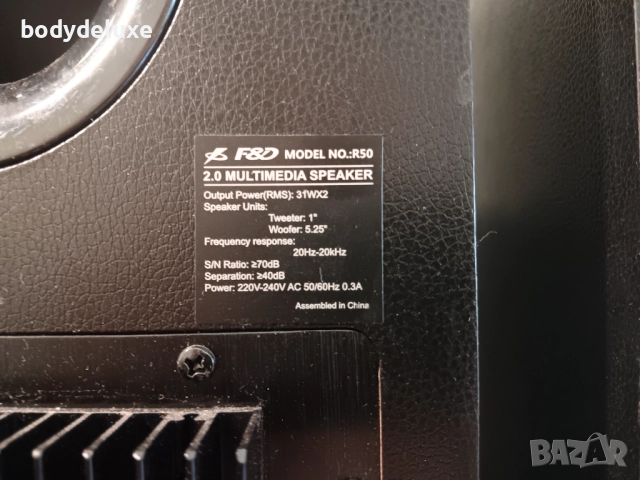 bodydeluxe
F&D MODEL NO.:R50
2.0 MULTIMEDIA SPEAKER
Output Power(RMS): 31WX2
Speaker Units:
Tweeter: 1"
Woofer: 5.25"
Frequency response:
20Hz-20kHz
S/N Ratio: ≥70dB
Separation: ≥40dB
Power: 220V-240V AC 50/60Hz 0.3A
Assembled in China
BAZAR